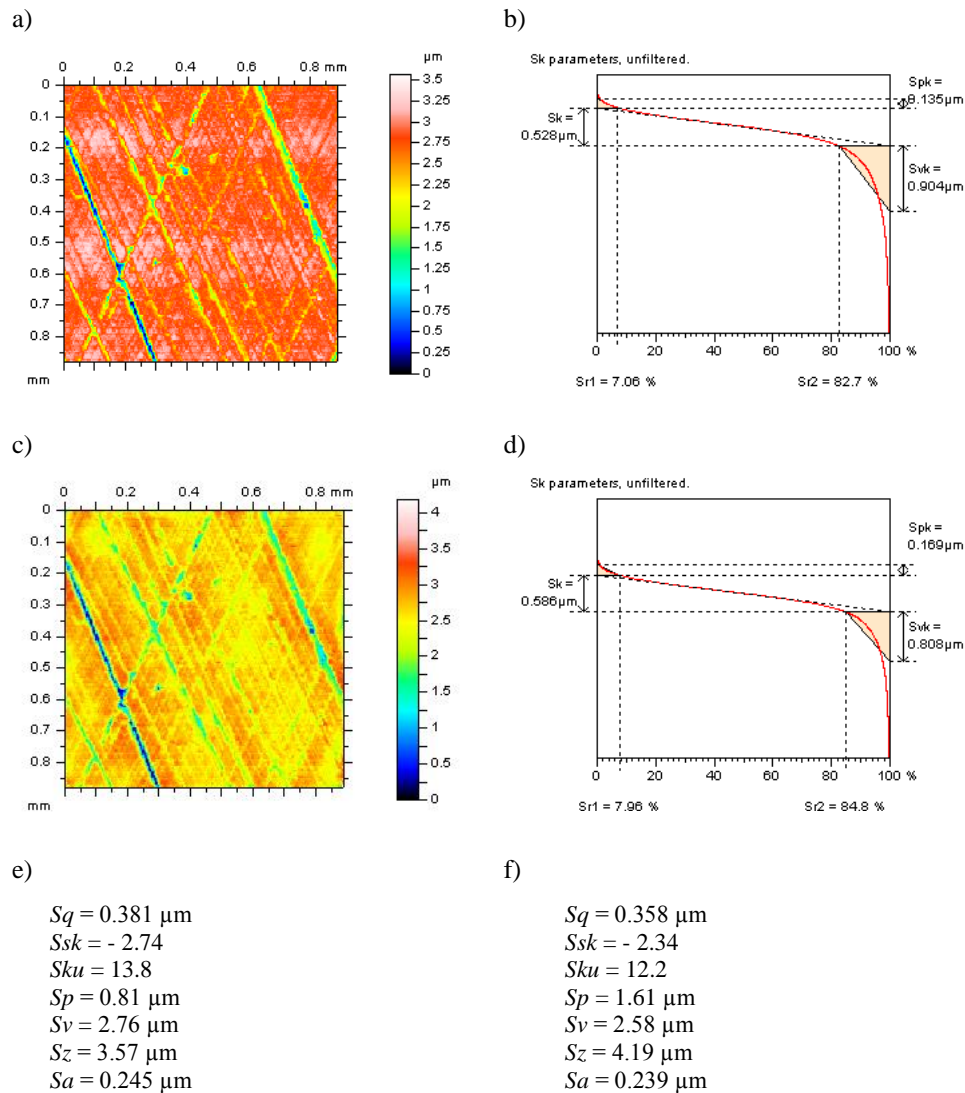 a)
b)
0 0.2 0.4 0.6 0.8 mm
0
0.1
0.2
0.3
0.4
0.5
0.6
0.7
0.8
mm
µm
3.5
3.25
3
2.75
2.5
2.25
2
1.75
1.5
1.25
1
0.75
0.5
0.25
0
Sk parameters, unfiltered.
Spk =
0.135µm
Sk =
0.528µm
Svk =
0.904µm
0 20 40 60 80 100 %
Sr1 = 7.06 %
Sr2 = 82.7 %
c)
d)
0 0.2 0.4 0.6 0.8 mm
0
0.1
0.2
0.3
0.4
0.5
0.6
0.7
0.8
mm
µm
4
3.5
3
2.5
2
1.5
1
0.5
0
Sk parameters, unfiltered.
Spk =
0.169µm
Sk =
0.586µm
Svk =
0.808µm
0 20 40 60 80 100 %
Sr1 = 7.96 %
Sr2 = 84.8 %
e)
Sq = 0.381 µm
Ssk = - 2.74
Sku = 13.8
Sp = 0.81 µm
Sv = 2.76 µm
Sz = 3.57 µm
Sa = 0.245 µm
f)
Sq = 0.358 µm
Ssk = - 2.34
Sku = 12.2
Sp = 1.61 µm
Sv = 2.58 µm
Sz = 4.19 µm
Sa = 0.239 µm